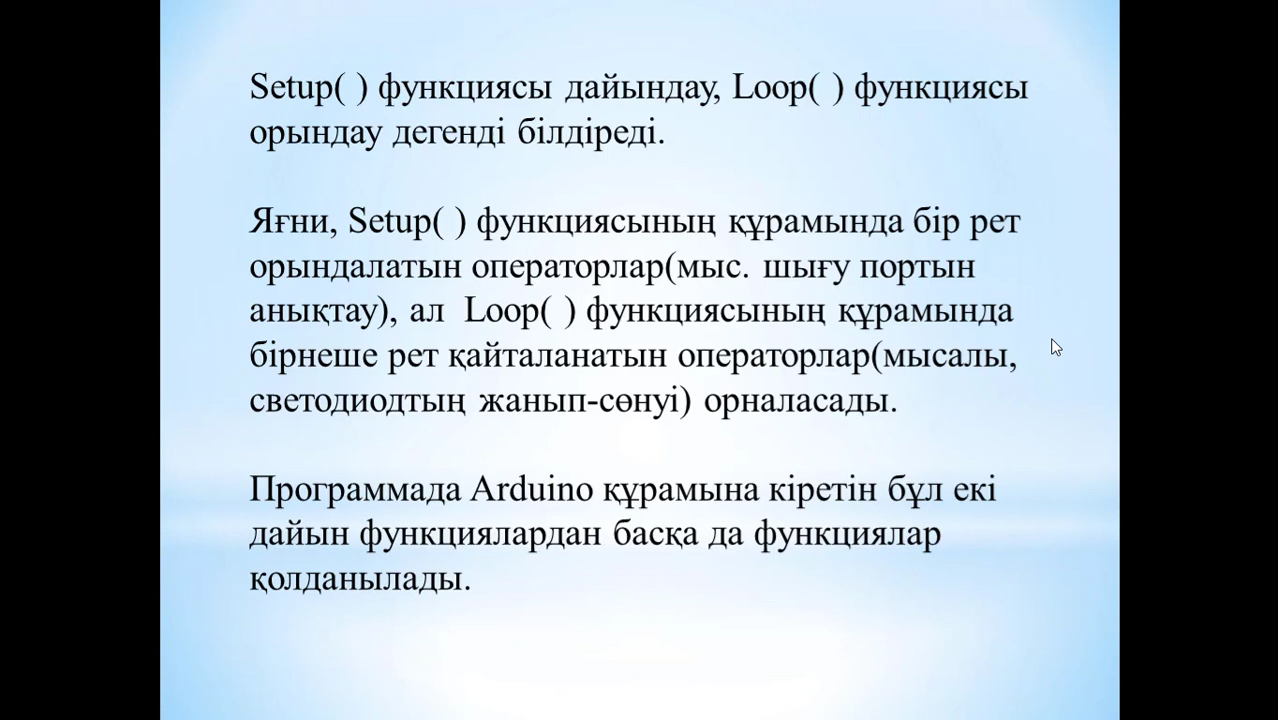 Setup( ) функциясы дайындау, Loop( ) функциясы
орындау дегенді білдіреді.
Яғни, Setup( ) функциясының құрамында бір рет
орындалатын операторлар(мыс. шығу портын
анықтау), ал  Loop( ) функциясының құрамында
бірнеше рет қайталанатын операторлар(мысалы,
светодиодтың жанып-сөнуі) орналасады.
Программада Arduino құрамына кіретін бұл екі
дайын функциялардан басқа да функциялар
қолданылады.